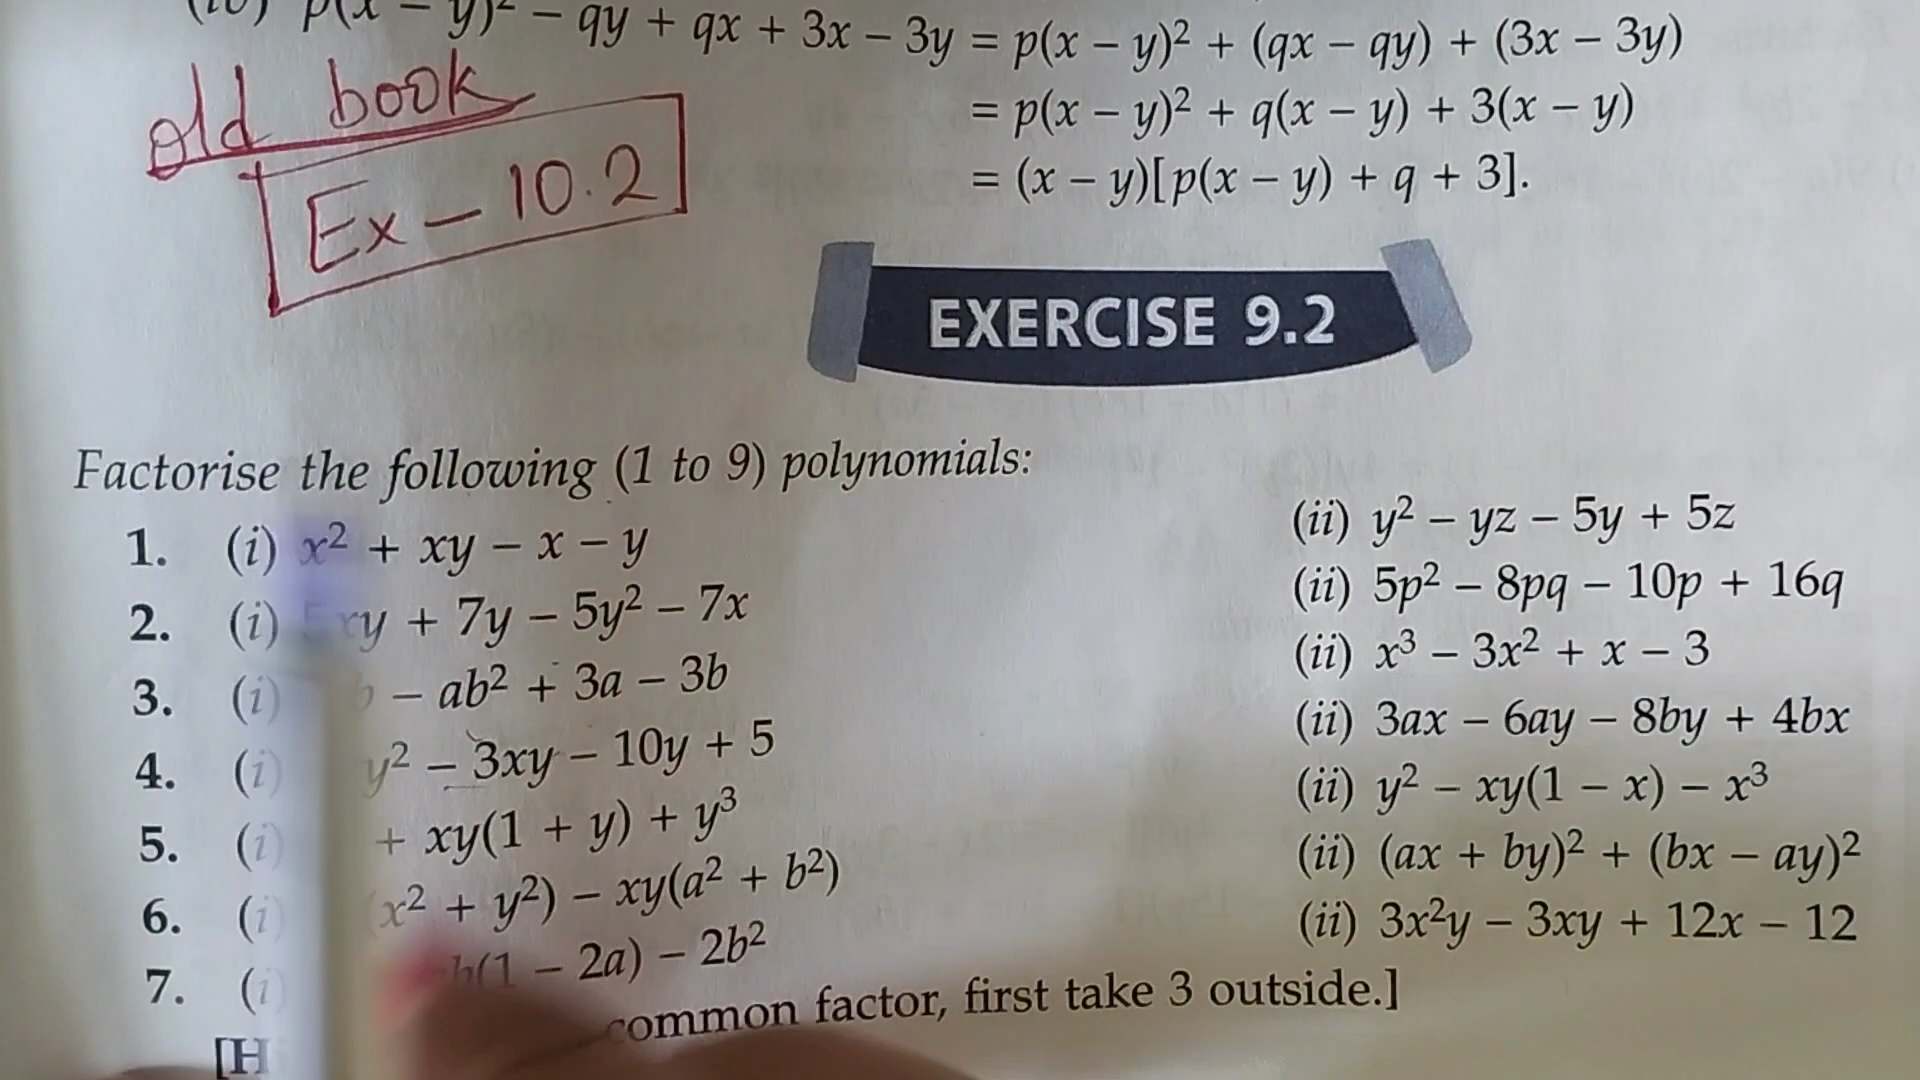 (iv) p(x − y)² − qy + qx + 3x − 3y = p(x − y)² + (qx − qy) + (3x − 3y)
= p(x − y)² + q(x − y) + 3(x − y)
= (x − y)[p(x − y) + q + 3].
old book
Ex – 10.2
EXERCISE 9.2
Factorise the following (1 to 9) polynomials:
1. (i) x² + xy − x − y (ii) y² − yz − 5y + 5z
2. (i) 5xy + 7y − 5y² − 7x (ii) 5p² − 8pq − 10p + 16q
3. (i) − ab² + 3a − 3b (ii) x³ − 3x² + x − 3
4. (i) y² − 3xy − 10y + 5 (ii) 3ax − 6ay − 8by + 4bx
5. (i) + xy(1 + y) + y³ (ii) y² − xy(1 − x) − x³
6. (i) x² + y²) − xy(a² + b²) (ii) (ax + by)² + (bx − ay)²
7. (i) b(1 − 2a) − 2b² (ii) 3x²y − 3xy + 12x − 12
[H common factor, first take 3 outside.]